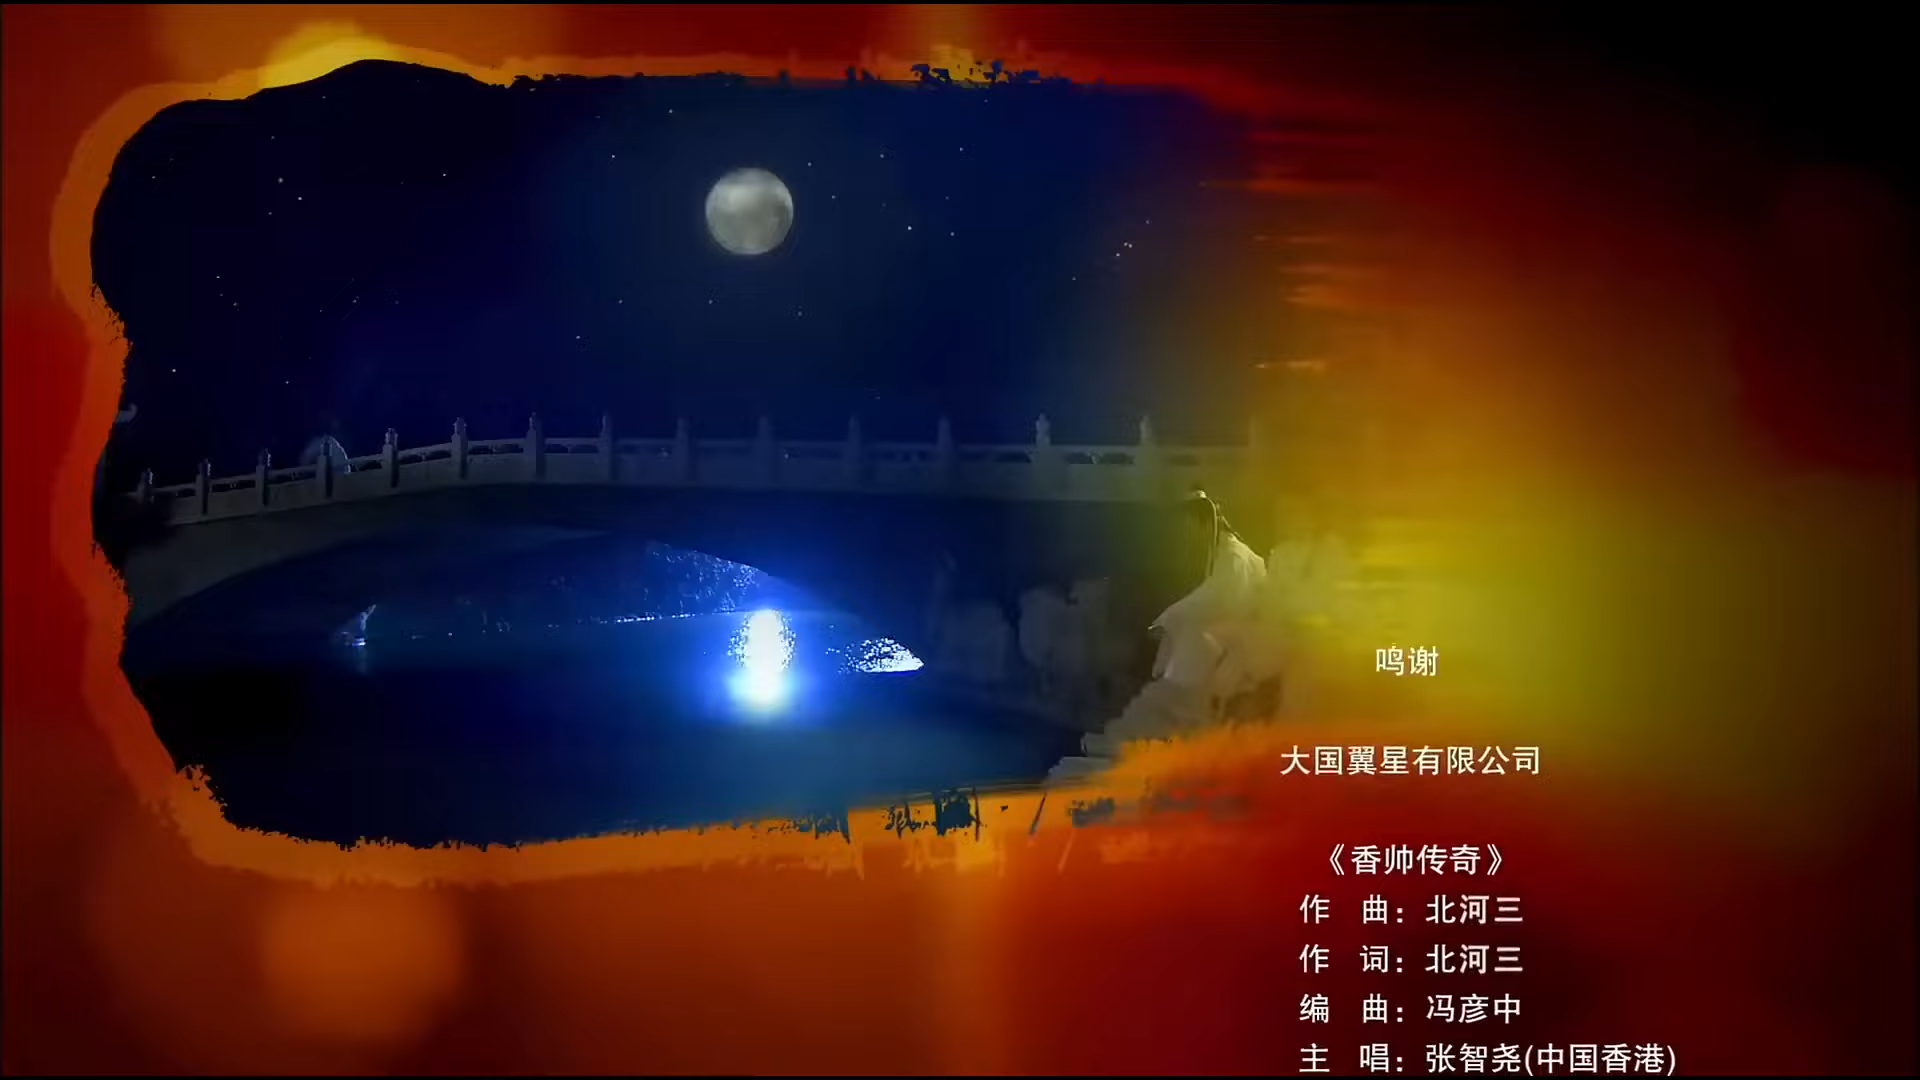 鸣谢
大国翼星有限公司
《香帅传奇》
作 曲：北河三
作 词：北河三
编 曲：冯彦中
主 唱：张智尧(中国香港)